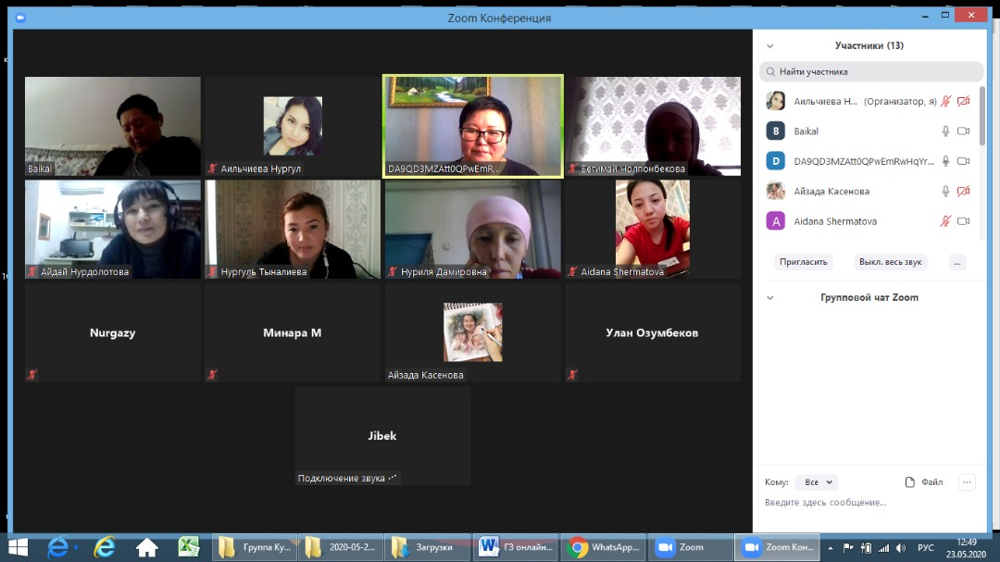 Zoom Конференция
Baikal
Аильчиева Нургул
DA9QD3MZAtt0QPwEmR...
Бегимай Чолпонбекова
Айдай Нурдолотова
Нургуль Тыналиева
Нуриля Дамировна
Aidana Shermatova
Nurgazy
Минара М
Айзада Касенова
Улан Озумбеков
Jibek
Подключение звука
Участники (13)
Найти участника
Аильчиева Н... (Организатор, я)
B Baikal
D DA9QD3MZAtt0QPwEmRwHqYr...
Айзада Касенова
A Aidana Shermatova
Пригласить Выкл. весь звук ...
Групповой чат Zoom
Кому: Все Файл ...
Введите здесь сообщение...
Группа Ку... 2020-05-2... Загрузки ГЗ онлайн... WhatsApp... Zoom Zoom Кон... РУС 12:49
23.05.2020